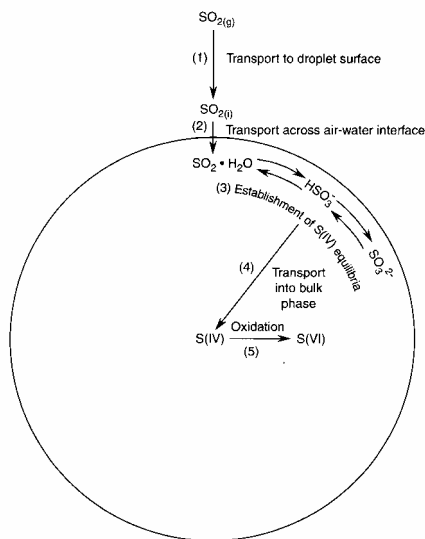 SO2(g)
(1) Transport to droplet surface
SO2(i)
(2) Transport across air-water interface
SO2 • H2O
HSO3-
SO3 2-
(3) Establishment of S(IV) equilibria
(4)
Transport
into bulk
phase
Oxidation
S(IV) S(VI)
(5)